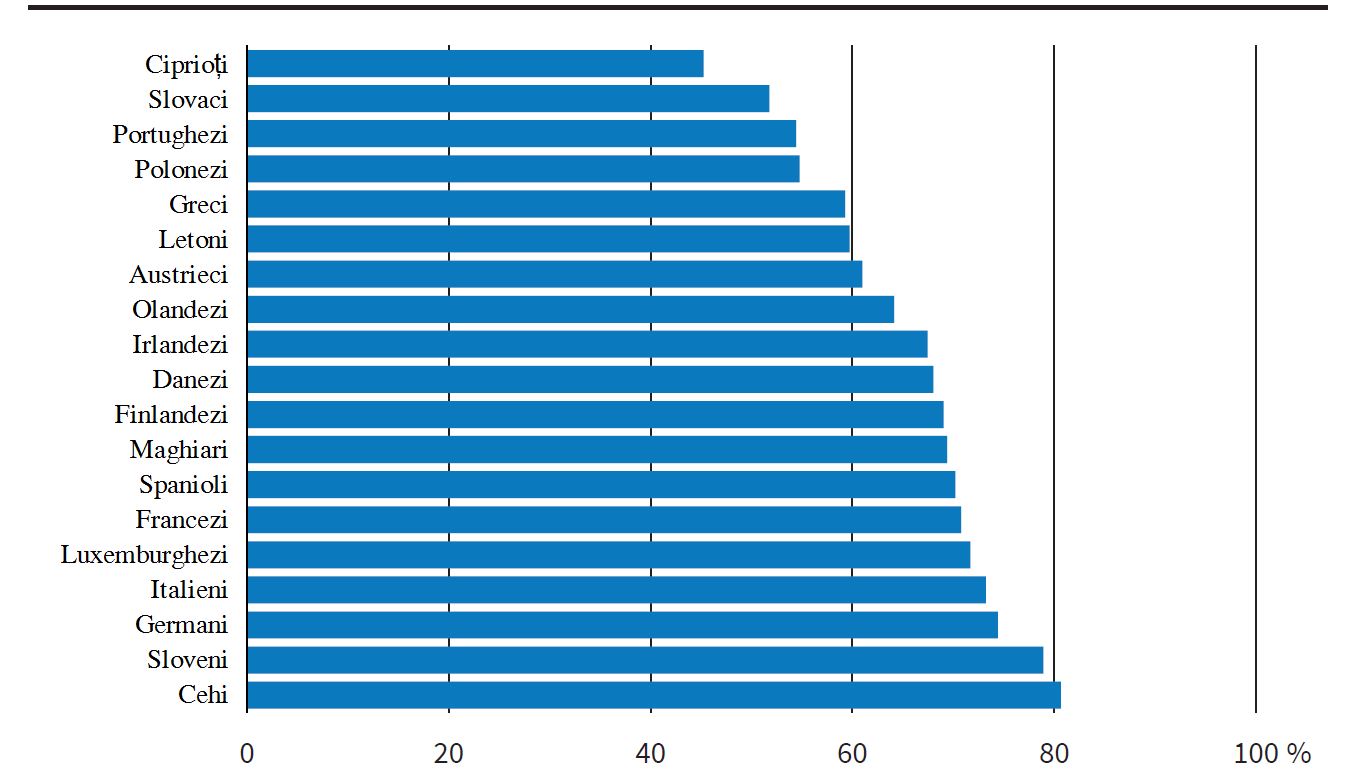 Ciprioți
Slovaci
Portughezi
Polonezi
Greci
Letoni
Austrieci
Olandezi
Irlandezi
Danezi
Finlandezi
Maghiari
Spanioli
Francezi
Luxemburghezi
Italieni
Germani
Sloveni
Cehi
0 20 40 60 80 100 %